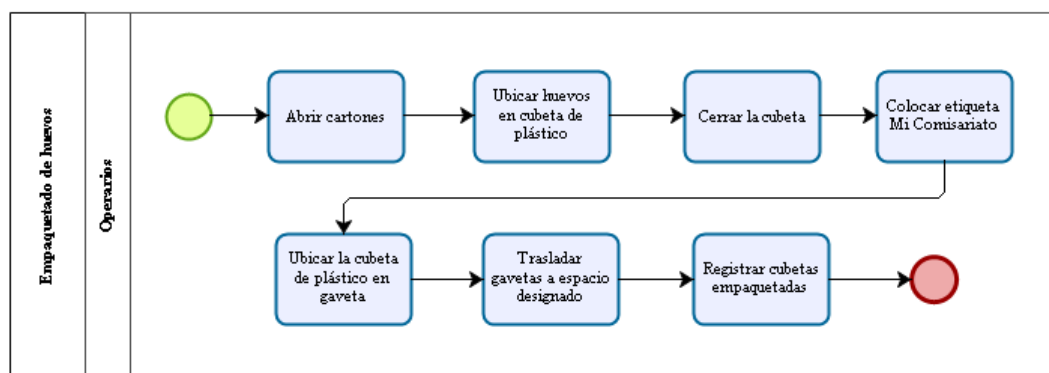 Empaquetado de huevos
Operarios
Abrir cartones
Ubicar huevos
en cubeta de
plástico
Cerrar la cubeta
Colocar etiqueta
Mi Comisariato
Ubicar la cubeta
de plástico en
gaveta
Trasladar
gavetas a espacio
designado
Registrar cubetas
empaquetadas